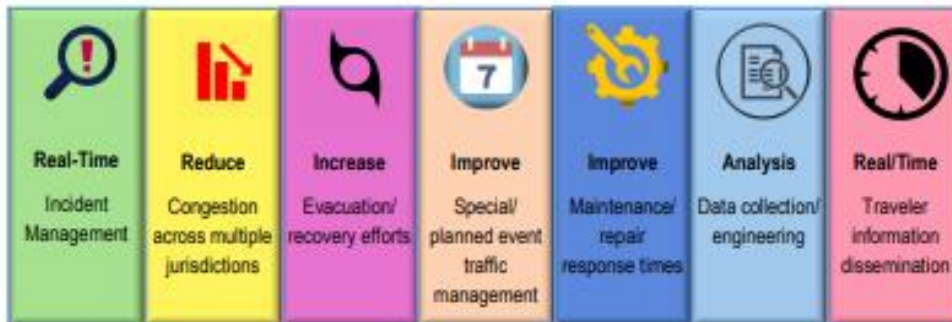 Real-Time
Incident
Management
Reduce
Congestion
across multiple
jurisdictions
Increase
Evacuation/
recovery efforts
7
Improve
Special/
planned event
traffic
management
Improve
Maintenance/
repair
response times
Analysis
Data collection/
engineering
Real/Time
Traveler
information
dissemination